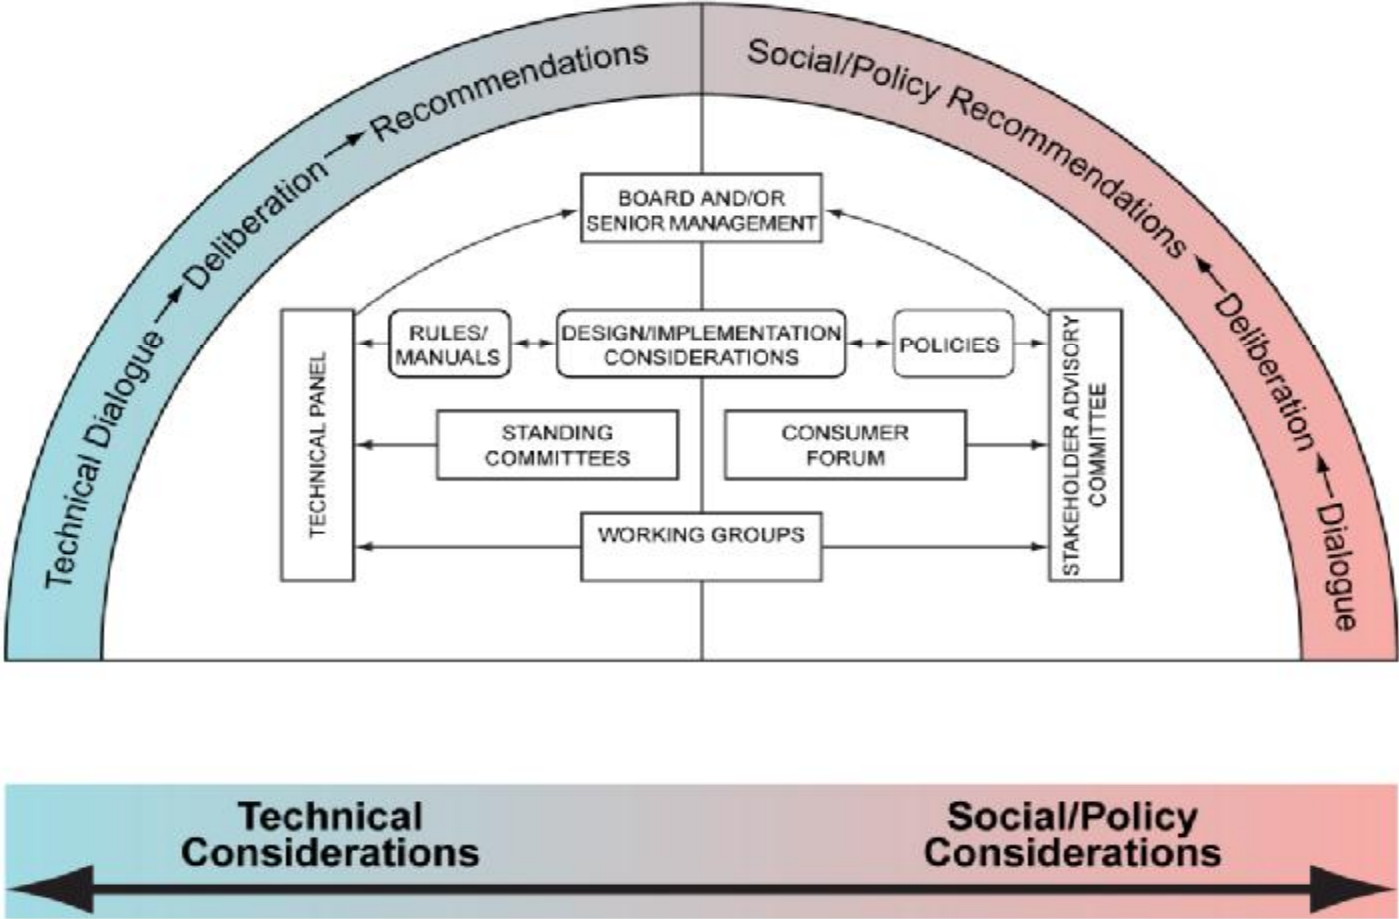 Technical Dialogue → Deliberation → Recommendations
Social/Policy Recommendations
Deliberation
Dialogue
BOARD AND/OR
SENIOR MANAGEMENT
RULES/
MANUALS
DESIGN/IMPLEMENTATION
CONSIDERATIONS
POLICIES
TECHNICAL PANEL
STANDING
COMMITTEES
CONSUMER
FORUM
STAKEHOLDER ADVISORY
COMMITTEE
WORKING GROUPS
Technical
Considerations
Social/Policy
Considerations